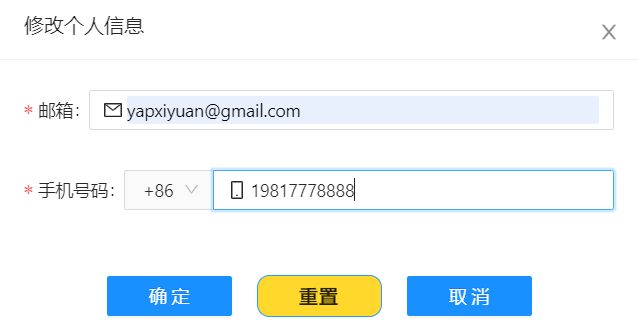 修改个人信息
* 邮箱： yapxiyuan@gmail.com
* 手机号码： +86 19817778888
确定 重置 取消